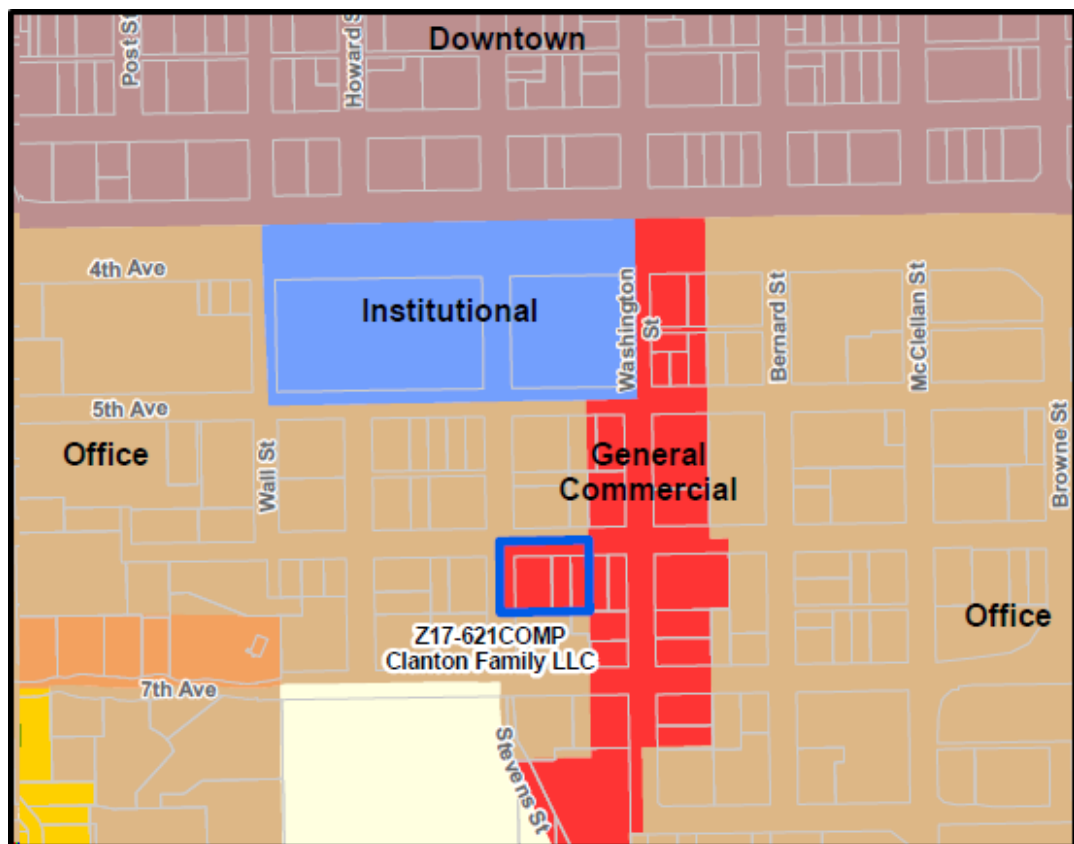 Downtown
Post St
Howard S
4th Ave
Institutional
Washington
St
Bernard St
McClellan St
5th Ave
Office
Wall St
General
Commercial
Browne St
Z17-621COMP
Clanton Family LLC
Office
7th Ave
Stevens St